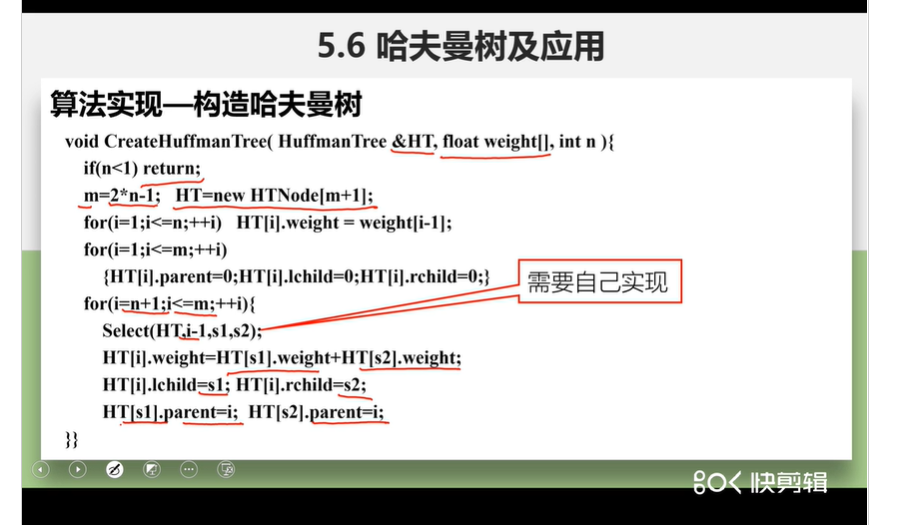 5.6 哈夫曼树及应用
算法实现—构造哈夫曼树
void CreateHuffmanTree( HuffmanTree &HT, float weight[], int n ){
if(n<1) return;
m=2*n-1; HT=new HTNode[m+1];
for(i=1;i<=n;++i) HT[i].weight = weight[i-1];
for(i=1;i<=m;++i)
{HT[i].parent=0;HT[i].lchild=0;HT[i].rchild=0;}
需要自己实现
for(i=n+1;i<=m;++i){
Select(HT,i-1,s1,s2);
HT[i].weight=HT[s1].weight+HT[s2].weight;
HT[i].lchild=s1; HT[i].rchild=s2;
HT[s1].parent=i; HT[s2].parent=i;
}}
快剪辑